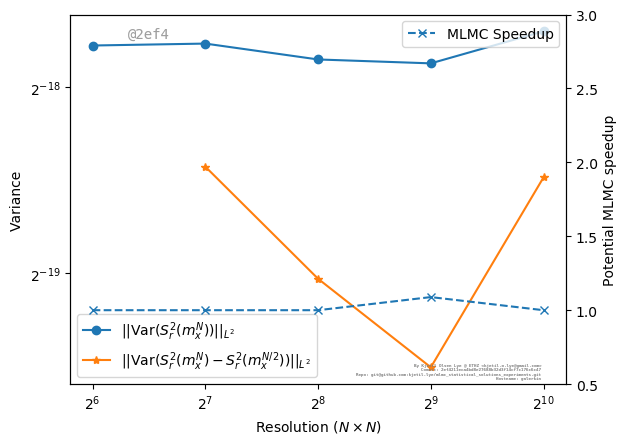 @2ef4
MLMC Speedup
3.0
2.5
2.0
1.5
1.0
0.5
Potential MLMC speedup
2^-18
2^-19
Variance
||Var(S_r^2(m_x^N))||_{L^2}
||Var(S_r^2(m_x^N) − S_r^2(m_x^{N/2}))||_{L^2}
2^6
2^7
2^8
2^9
2^10
Resolution (N × N)